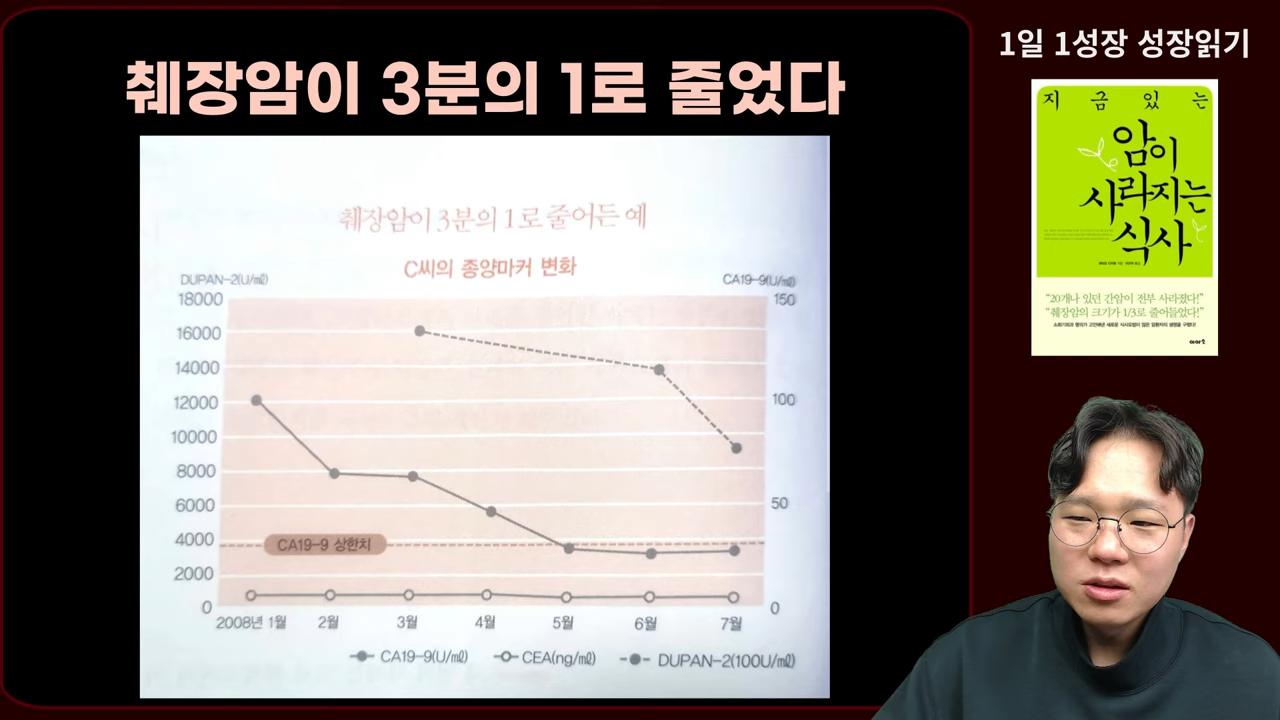 췌장암이 3분의 1로 줄었다
췌장암이 3분의 1로 줄어든 예
C씨의 종양마커 변화
DUPAN-2(U/㎖)
CA19-9(U/㎖)
18000
16000
14000
12000
10000
8000
6000
4000
2000
0
150
100
50
0
CA19-9 상한치
2008년 1월 2월 3월 4월 5월 6월 7월
CA19-9(U/㎖) CEA(ng/㎖) DUPAN-2(100U/㎖)
1일 1성장 성장읽기
지금 있는
암이
사라지는
식사
“20개나 있던 간암이 전부 사라졌다!”
“췌장암의 크기가 1/3로 줄어들었다!”